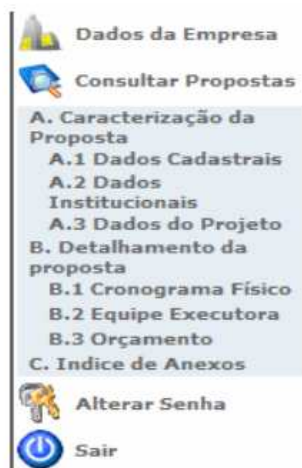 Dados da Empresa
Consultar Propostas
A. Caracterização da
Proposta
A.1 Dados Cadastrais
A.2 Dados
Institucionais
A.3 Dados do Projeto
B. Detalhamento da
proposta
B.1 Cronograma Físico
B.2 Equipe Executora
B.3 Orçamento
C. Indice de Anexos
Alterar Senha
Sair